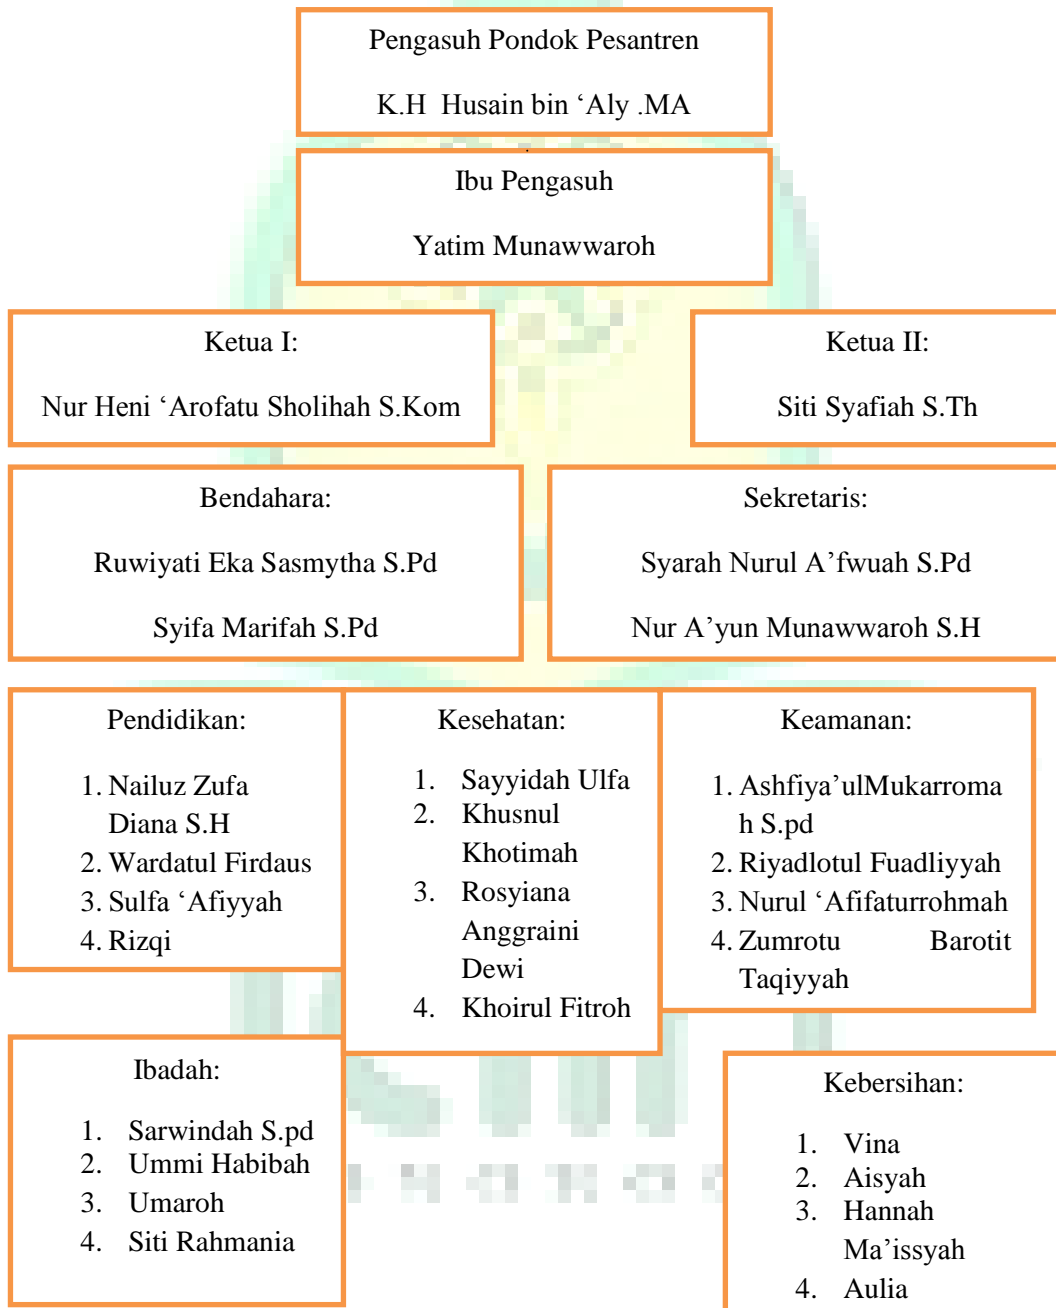 Pengasuh Pondok Pesantren
K.H Husain bin ‘Aly .MA
.
Ibu Pengasuh
Yatim Munawwaroh
Ketua I:
Nur Heni ‘Arofatu Sholihah S.Kom
Ketua II:
Siti Syafiah S.Th
Bendahara:
Ruwiyati Eka Sasmytha S.Pd
Syifa Marifah S.Pd
Sekretaris:
Syarah Nurul A’fwuah S.Pd
Nur A’yun Munawwaroh S.H
Pendidikan:
1. Nailuz Zufa
Diana S.H
2. Wardatul Firdaus
3. Sulfa ‘Afiyyah
4. Rizqi
Kesehatan:
1. Sayyidah Ulfa
2. Khusnul
Khotimah
3. Rosyiana
Anggraini
Dewi
4. Khoirul Fitroh
Keamanan:
1. Ashfiya’ulMukarroma
h S.pd
2. Riyadlotul Fuadliyyah
3. Nurul ‘Afifaturrohmah
4. Zumrotu Barotit
Taqiyyah
Ibadah:
1. Sarwindah S.pd
2. Ummi Habibah
3. Umaroh
4. Siti Rahmania
Kebersihan:
1. Vina
2. Aisyah
3. Hannah
Ma’issyah
4. Aulia